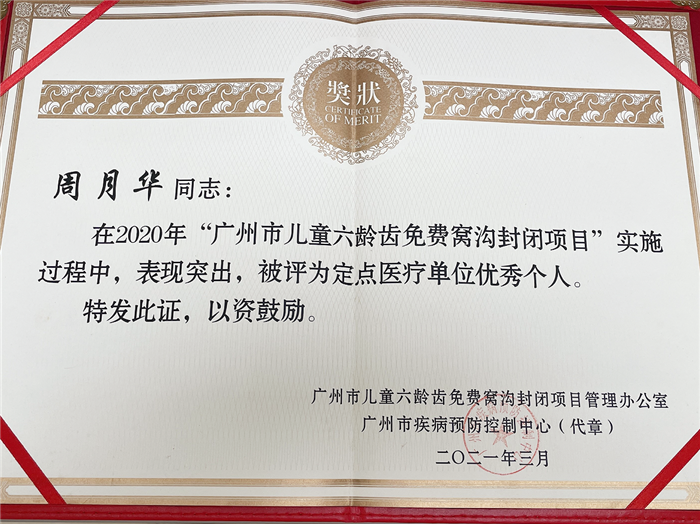 獎狀
CERTIFICATE
OF MERIT
周月华同志：
在2020年“广州市儿童六龄齿免费窝沟封闭项目”实施
过程中，表现突出，被评为定点医疗单位优秀个人。
特发此证，以资鼓励。
广州市儿童六龄齿免费窝沟封闭项目管理办公室
广州市疾病预防控制中心（代章）
二〇二一年三月